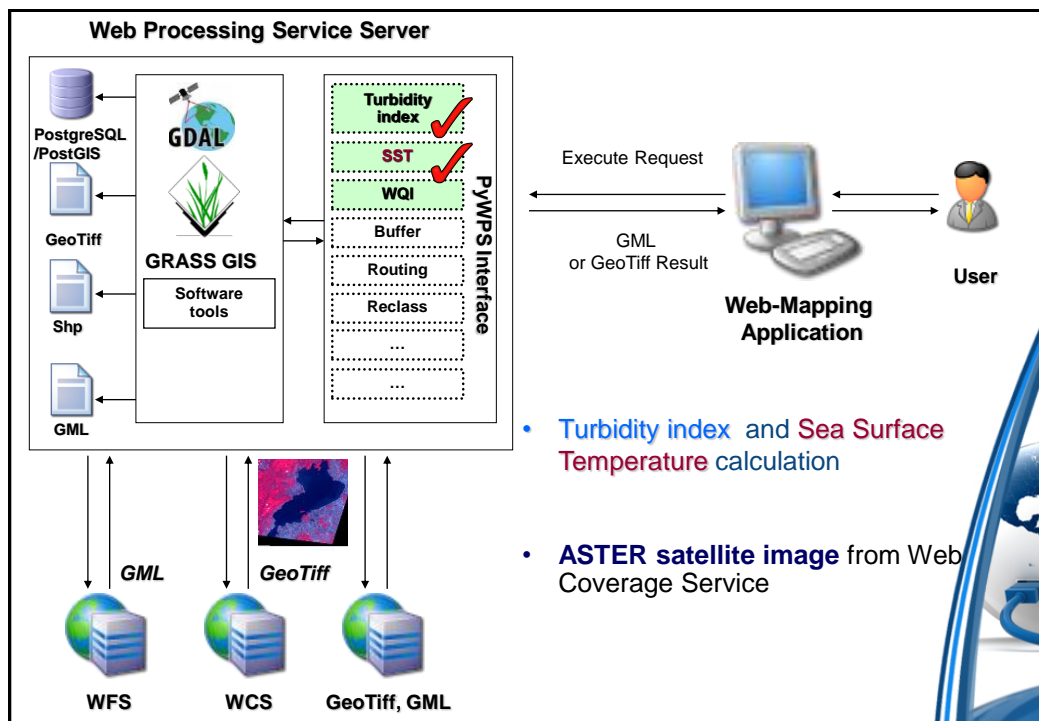 Web Processing Service Server
PostgreSQL
/PostGIS
GeoTiff
Shp
GML
GDAL
GRASS GIS
Software
tools
Turbidity
index
SST
WQI
Buffer
Routing
Reclass
...
...
PyWPS Interface
Execute Request
GML
or GeoTiff Result
Web-Mapping
Application
User
• Turbidity index and Sea Surface
Temperature calculation
• ASTER satellite image from Web
Coverage Service
GML
GeoTiff
WFS
WCS
GeoTiff, GML